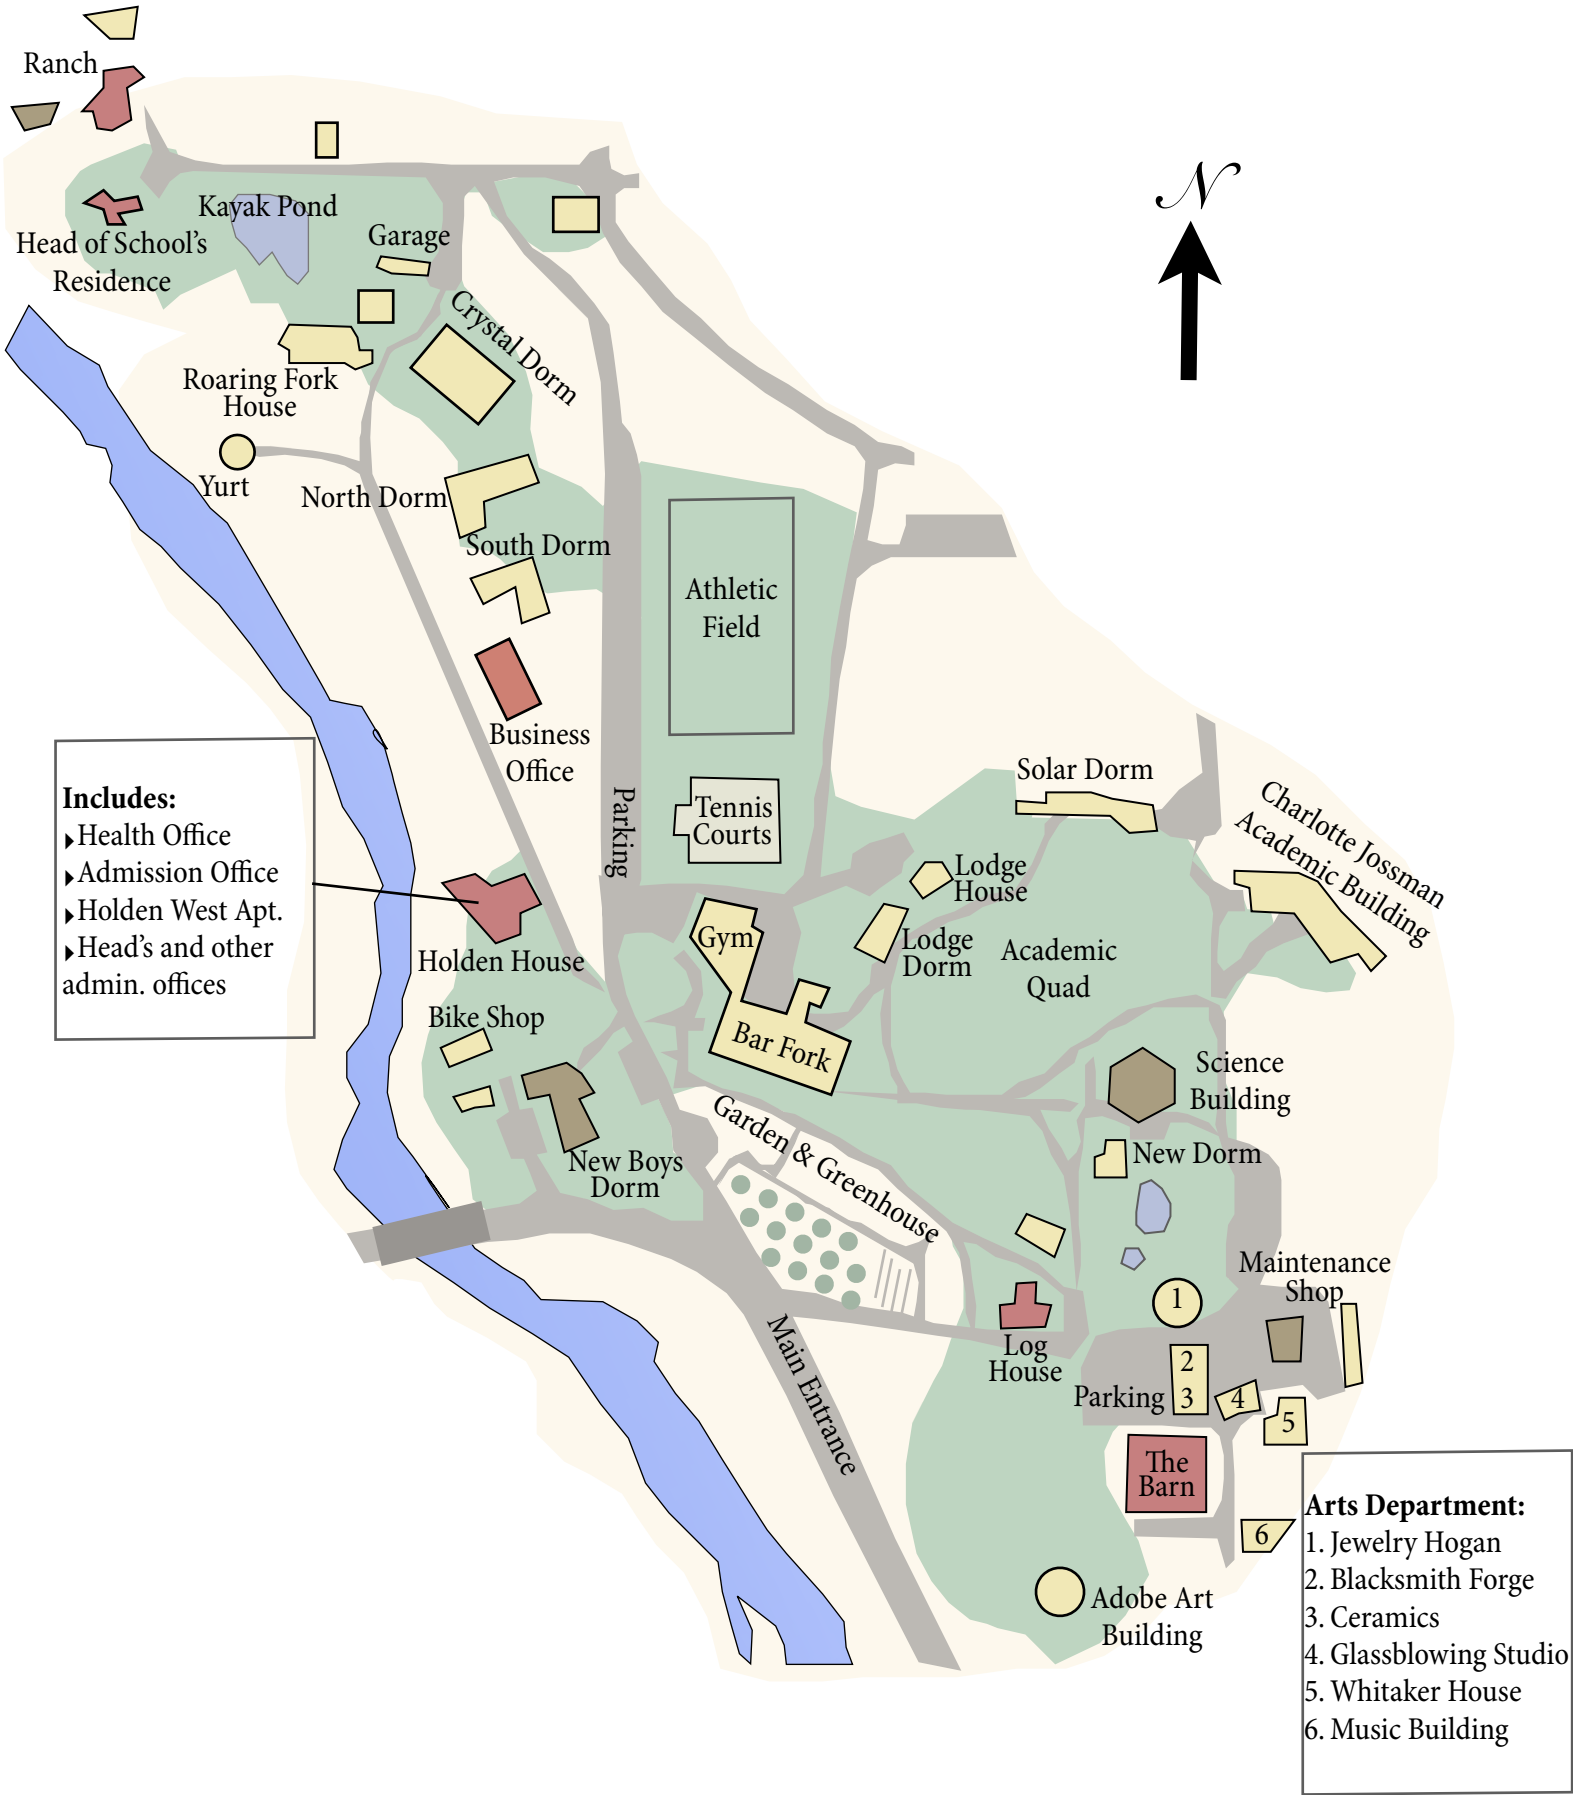 Ranch
N
Kayak Pond
Garage
Head of School's
Residence
Crystal Dorm
Roaring Fork
House
Yurt
North Dorm
South Dorm
Athletic
Field
Business
Office
Parking
Tennis
Courts
Solar Dorm
Charlotte Jossman
Academic Building
Includes:
Health Office
Admission Office
Holden West Apt.
Head's and other
admin. offices
Lodge
House
Gym
Lodge
Dorm
Academic
Quad
Holden House
Bike Shop
Bar Fork
Science
Building
Garden & Greenhouse
New Boys
Dorm
New Dorm
Maintenance
Shop
1
Log
House
Main Entrance
2
3
Parking
4
5
The
Barn
6
Adobe Art
Building
Arts Department:
1. Jewelry Hogan
2. Blacksmith Forge
3. Ceramics
4. Glassblowing Studio
5. Whitaker House
6. Music Building